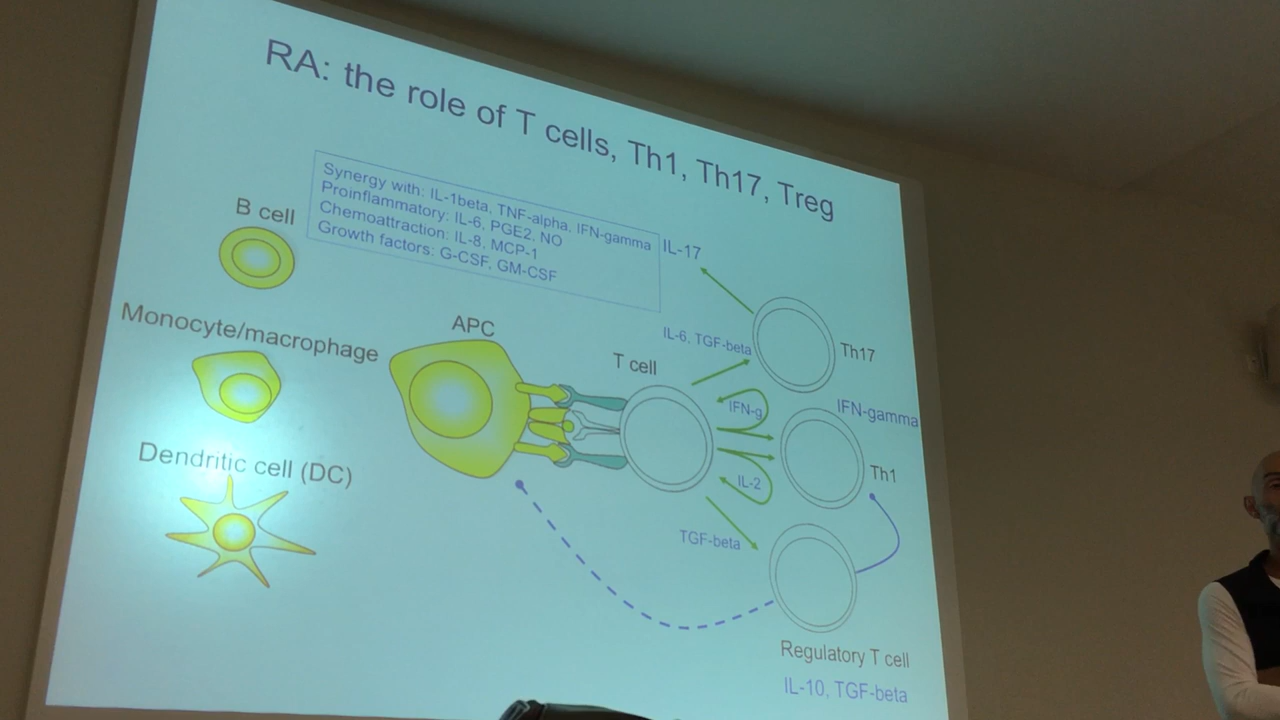 RA: the role of T cells, Th1, Th17, Treg
Synergy with: IL-1beta, TNF-alpha, IFN-gamma
Proinflammatory: IL-6, PGE2, NO
Chemoattraction: IL-8, MCP-1
Growth factors: G-CSF, GM-CSF
IL-17
B cell
Monocyte/macrophage
Dendritic cell (DC)
APC
T cell
IL-6, TGF-beta
Th17
IFN-g
IFN-gamma
Th1
IL-2
TGF-beta
Regulatory T cell
IL-10, TGF-beta